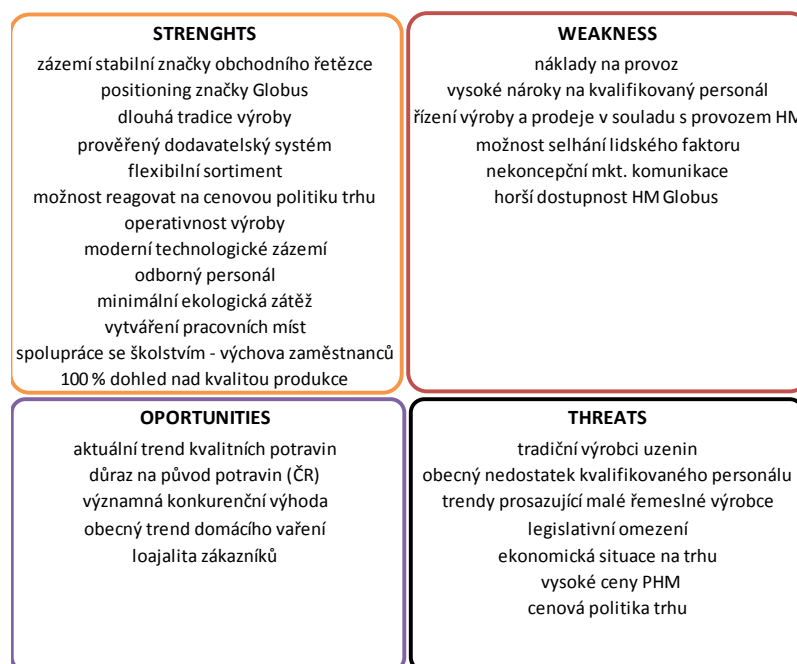 STRENGHTS
zázemí stabilní značky obchodního řetězce
positioning značky Globus
dlouhá tradice výroby
prověřený dodavatelský systém
flexibilní sortiment
možnost reagovat na cenovou politiku trhu
operativnost výroby
moderní technologické zázemí
odborný personál
minimální ekologická zátěž
vytváření pracovních míst
spolupráce se školstvím - výchova zaměstnanců
100 % dohled nad kvalitou produkce
WEAKNESS
náklady na provoz
vysoké nároky na kvalifikovaný personál
řízení výroby a prodeje v souladu s provozem HM
možnost selhání lidského faktoru
nekoncepční mkt. komunikace
horší dostupnost HM Globus
OPORTUNITIES
aktuální trend kvalitních potravin
důraz na původ potravin (ČR)
významná konkurenční výhoda
obecný trend domácího vaření
loajalita zákazníků
THREATS
tradiční výrobci uzenin
obecný nedostatek kvalifikovaného personálu
trendy prosazující malé řemeslné výrobce
legislativní omezení
ekonomická situace na trhu
vysoké ceny PHM
cenová politika trhu